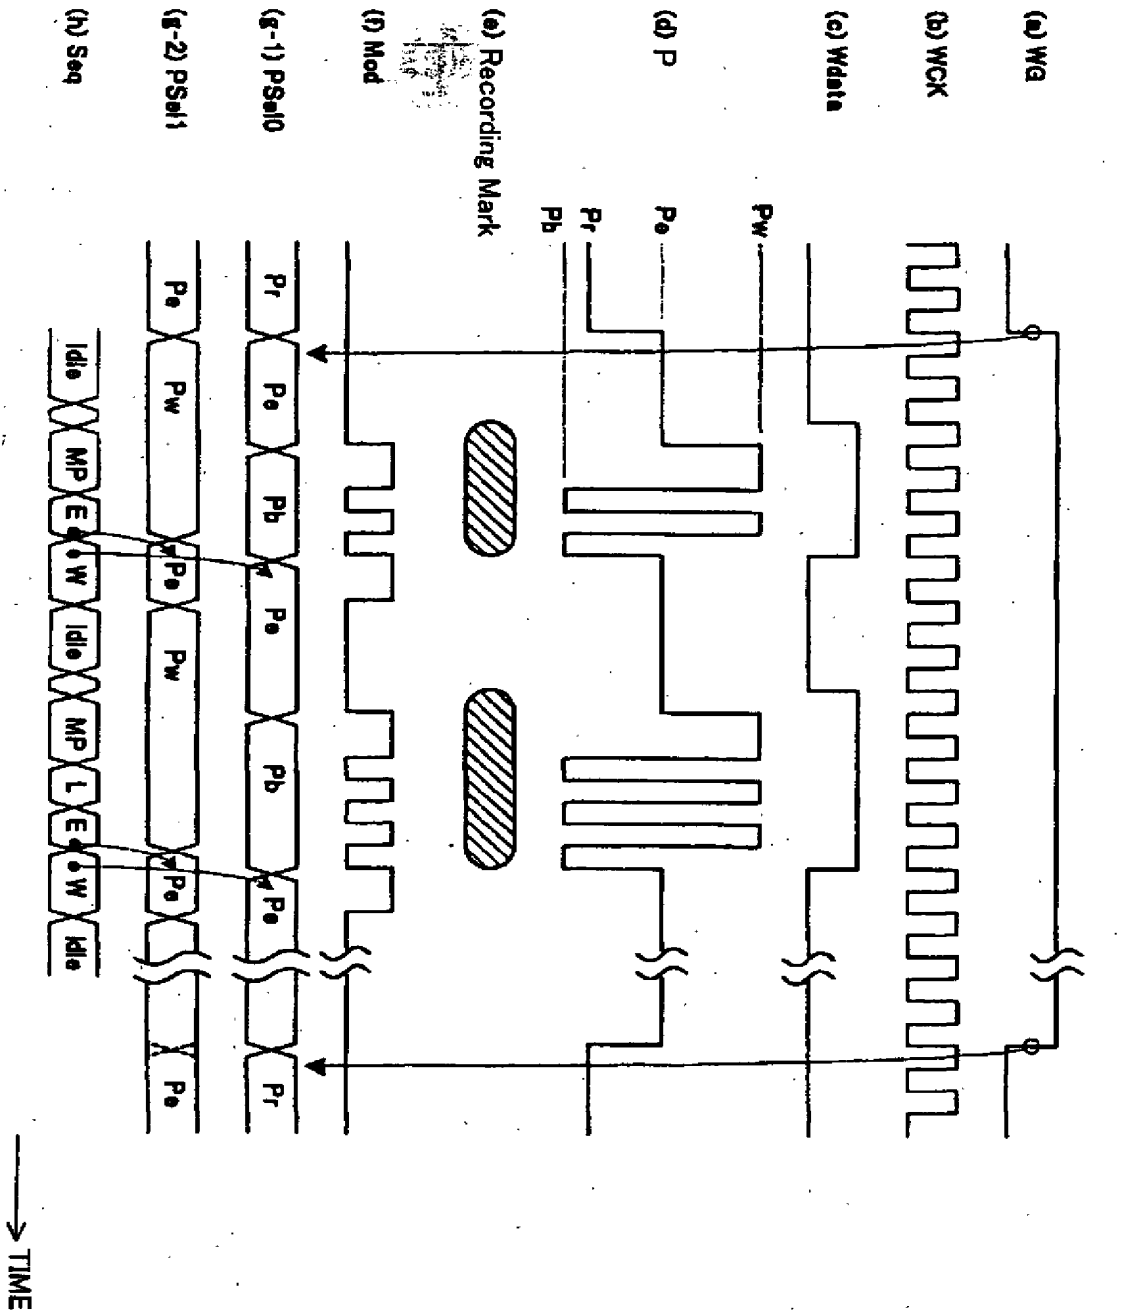 (a) WG
(b) WCK
(c) Wdata
(d) P
Pw
Pe
Pr
Pb
(e) Recording Mark
(f) Mod
(g-1) PSel0
Pr Pe Pb Pe Pb Pe Pr
(g-2) PSel1
Pe Pw Pe Pw Pe Pe
(h) Seq
Idle MP E W Idle MP L E W Idle
TIME